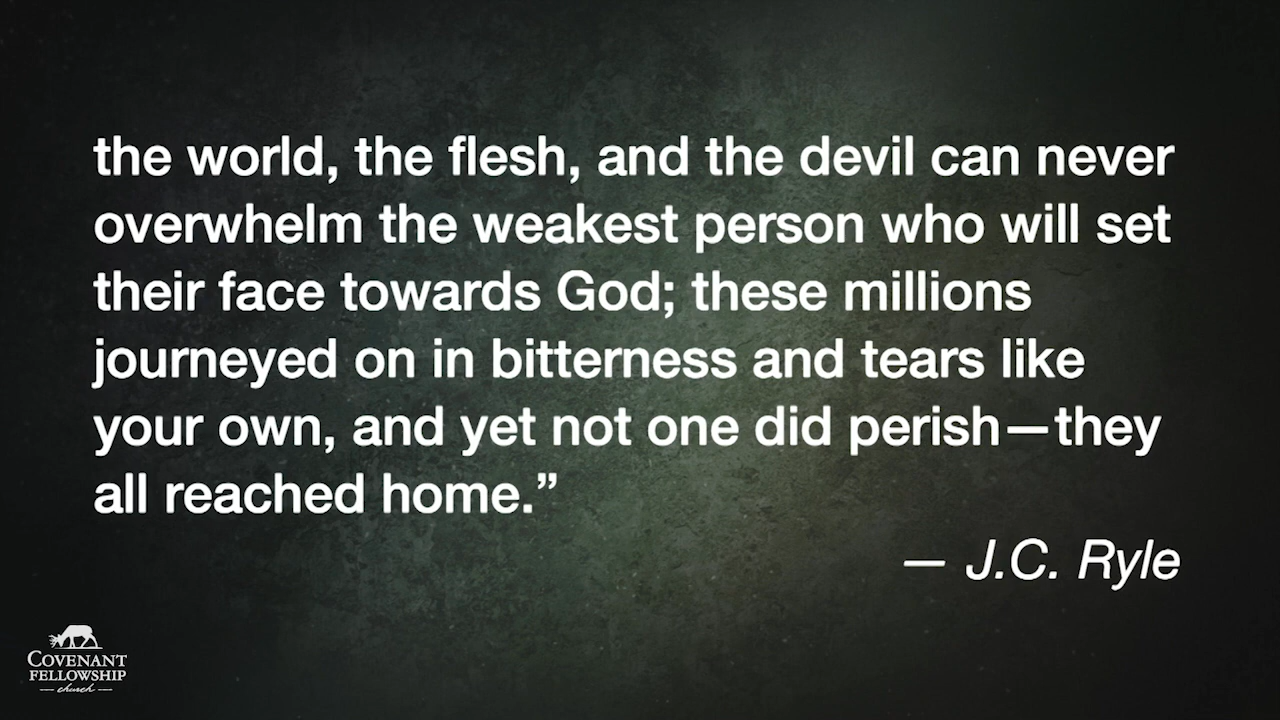 the world, the flesh, and the devil can never
overwhelm the weakest person who will set
their face towards God; these millions
journeyed on in bitterness and tears like
your own, and yet not one did perish—they
all reached home.”
— J.C. Ryle
COVENANT
FELLOWSHIP
church